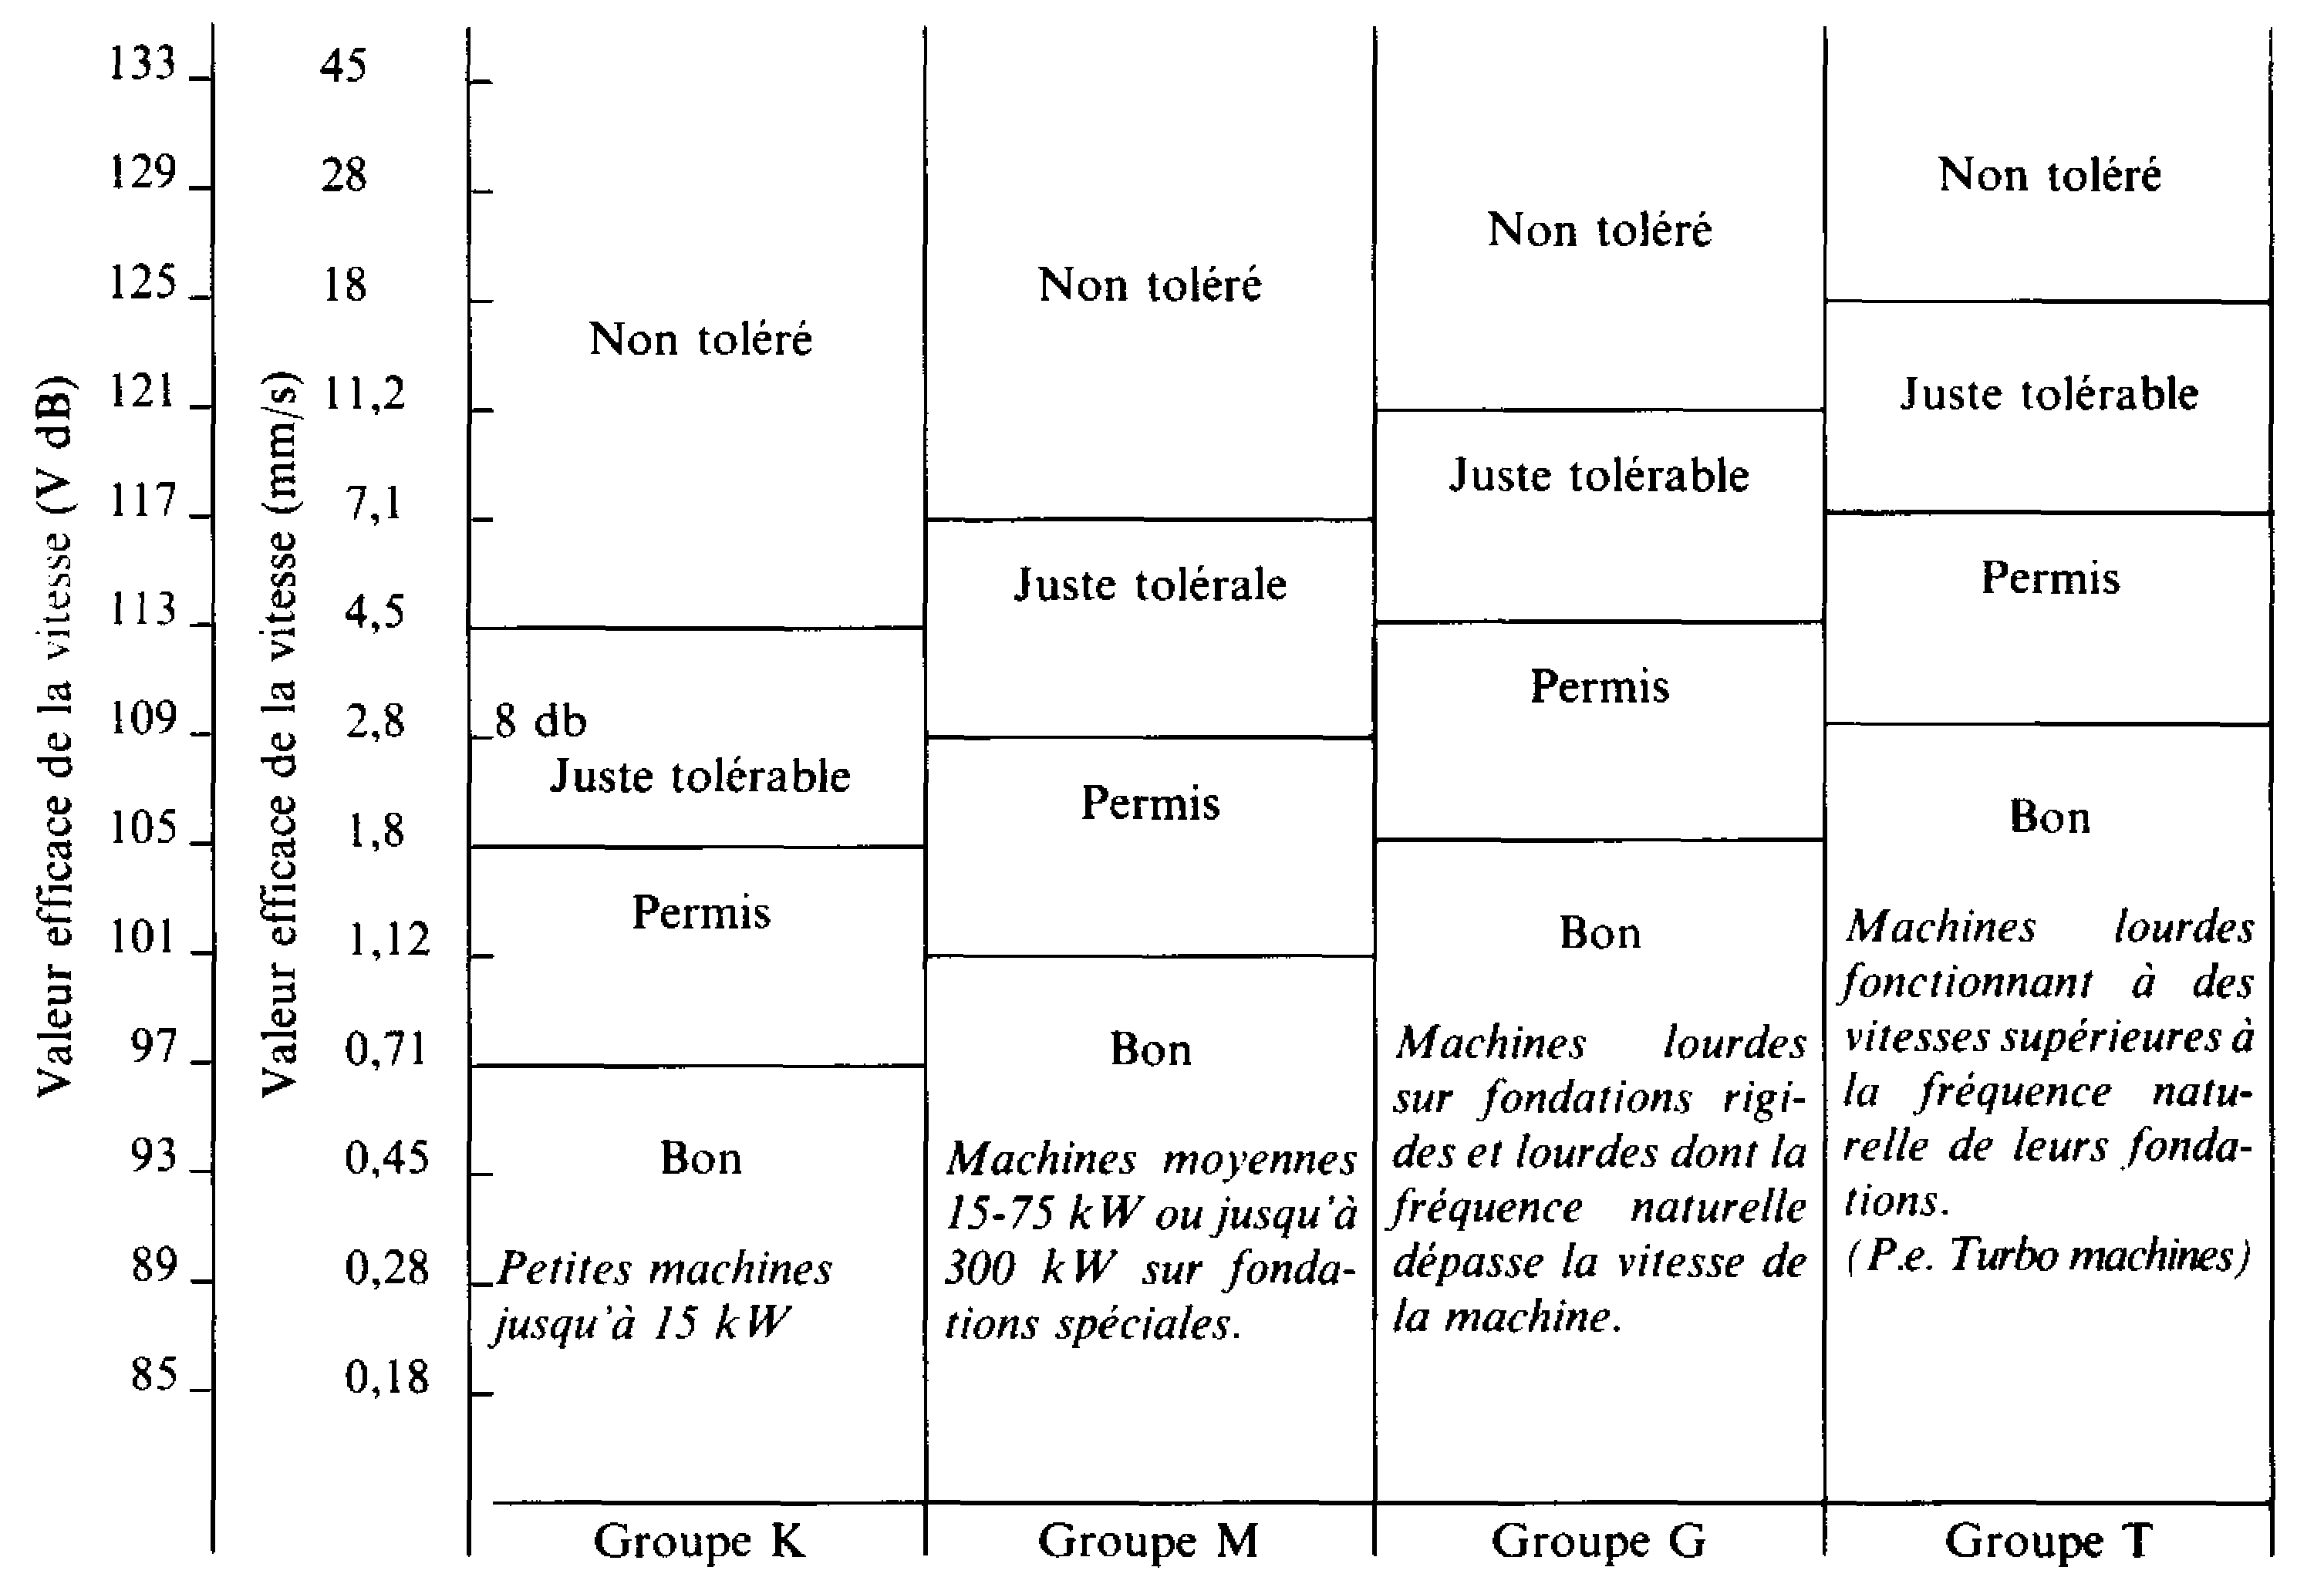 Valeur efficace de la vitesse (V dB)
133
129
125
121
117
113
109
105
101
97
93
89
85
Valeur efficace de la vitesse (mm/s)
45
28
18
11,2
7,1
4,5
2,8
1,8
1,12
0,71
0,45
0,28
0,18
Non toléré
8 db
Juste tolérable
Permis
Bon
Petites machines
jusqu'à 15 kW
Groupe K
Non toléré
Juste tolérale
Permis
Bon
Machines moyennes
15-75 kW ou jusqu'à
300 kW sur fonda-
tions spéciales.
Groupe M
Non toléré
Juste tolérable
Permis
Bon
Machines lourdes
sur fondations rigi-
des et lourdes dont la
fréquence naturelle
dépasse la vitesse de
la machine.
Groupe G
Non toléré
Juste tolérable
Permis
Bon
Machines lourdes
fonctionnant à des
vitesses supérieures à
la fréquence natu-
relle de leurs fonda-
tions.
(P.e. Turbo machines)
Groupe T